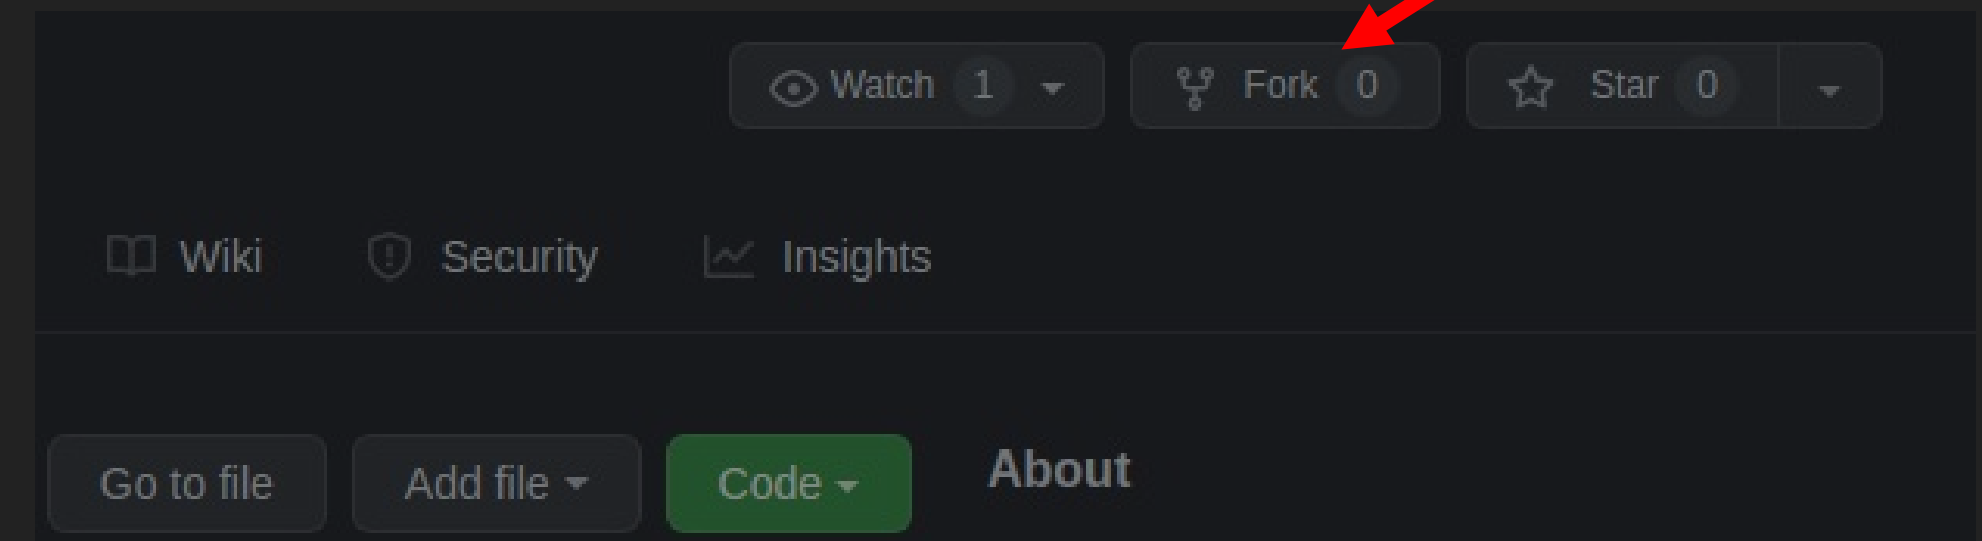 Watch 1 Fork 0 Star 0
Wiki Security Insights
Go to file Add file Code About